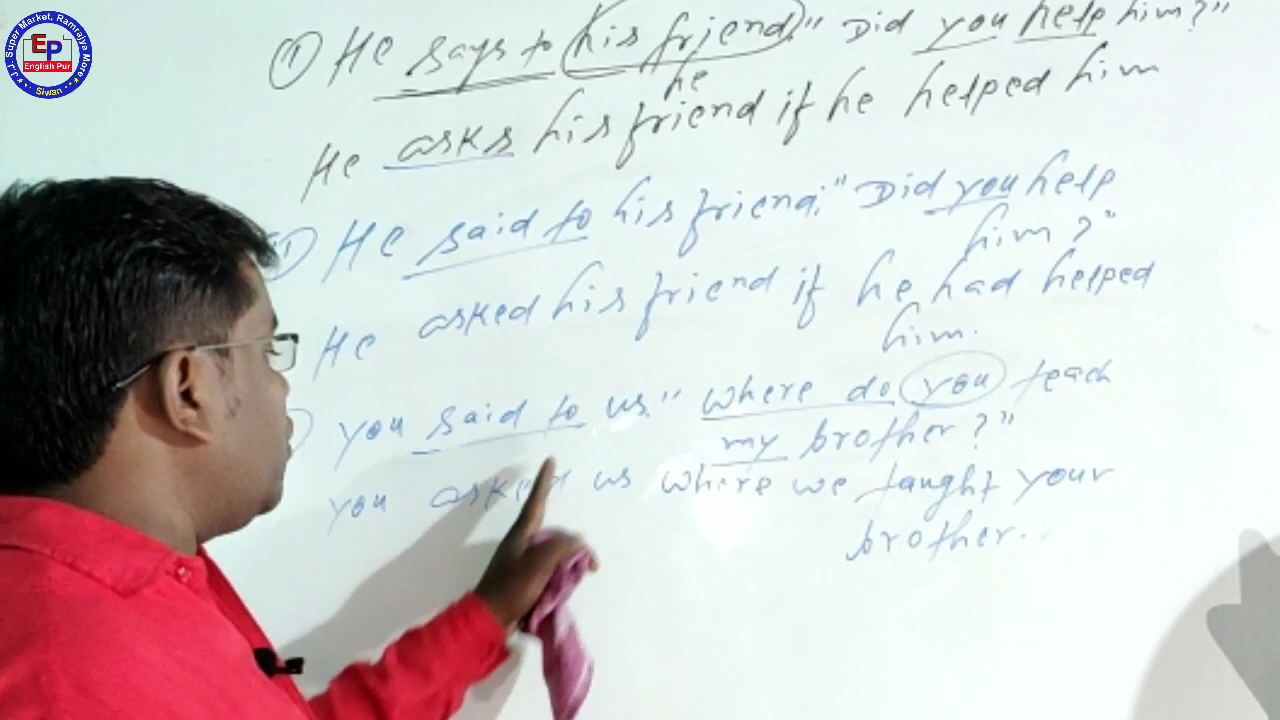 J.J. Super Market, Ramrajya More
EP
English Pur
Siwan
① He says to his friend," Did you help him?"
he
He asks his friend if he helped him
He said to his friend," Did you help
him?"
He asked his friend if he had helped
him.
you said to us," where do you teach
my brother?"
you asked us where we taught your
brother.